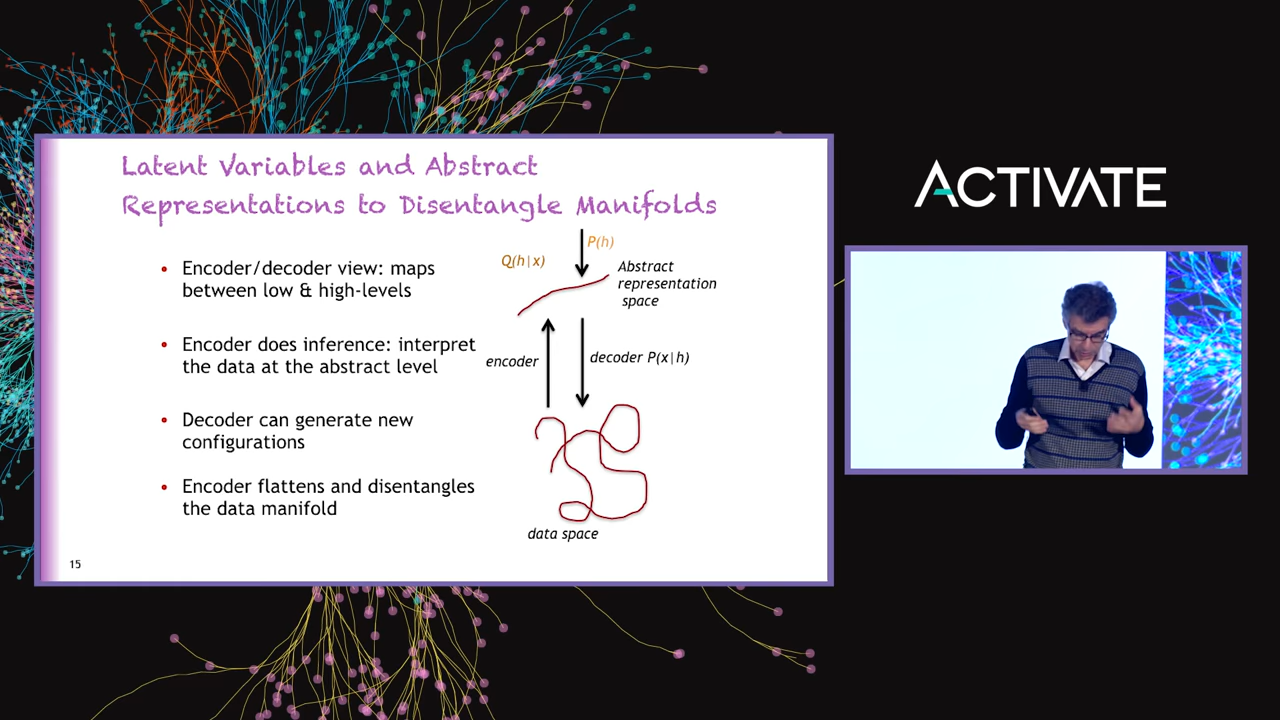 Latent Variables and Abstract
Representations to Disentangle Manifolds
• Encoder/decoder view: maps
between low & high-levels
• Encoder does inference: interpret
the data at the abstract level
• Decoder can generate new
configurations
• Encoder flattens and disentangles
the data manifold
P(h)
Q(h|x)
Abstract
representation
space
encoder
decoder P(x|h)
data space
15
ACTIVATE